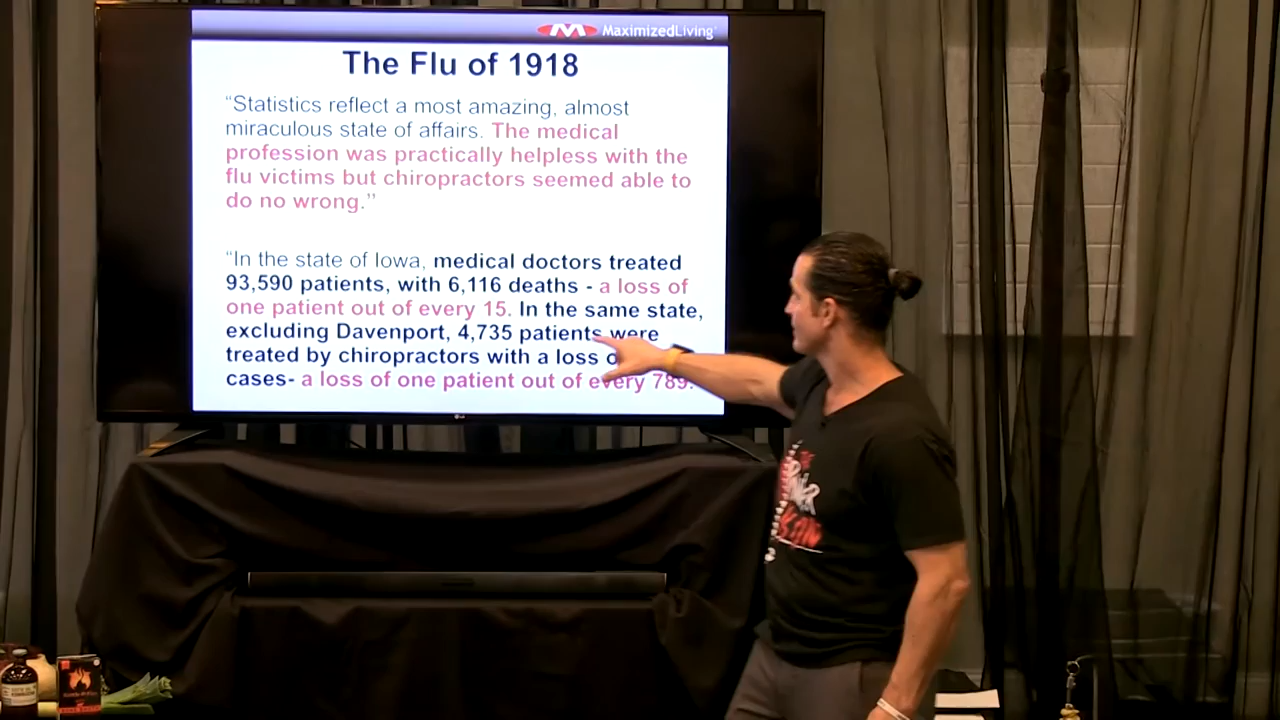 MaximizedLiving
The Flu of 1918
“Statistics reflect a most amazing, almost
miraculous state of affairs. The medical
profession was practically helpless with the
flu victims but chiropractors seemed able to
do no wrong.”
“In the state of Iowa, medical doctors treated
93,590 patients, with 6,116 deaths - a loss of
one patient out of every 15. In the same state,
excluding Davenport, 4,735 patients were
treated by chiropractors with a loss
cases- a loss of one patient out of every 789.
LG